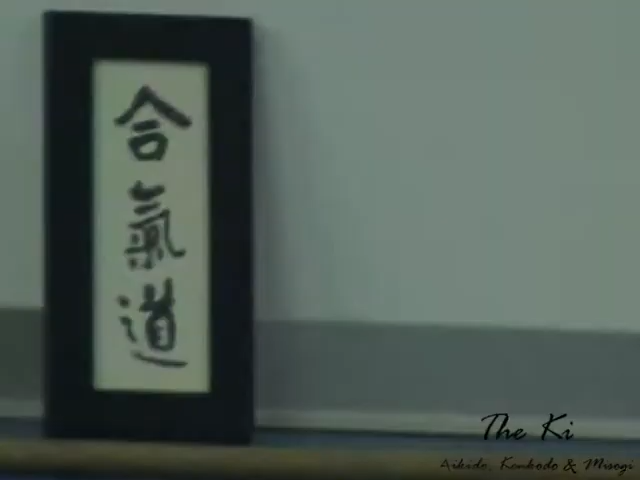 合氣道
The Ki
Aikido, Kenkodo & Misogi